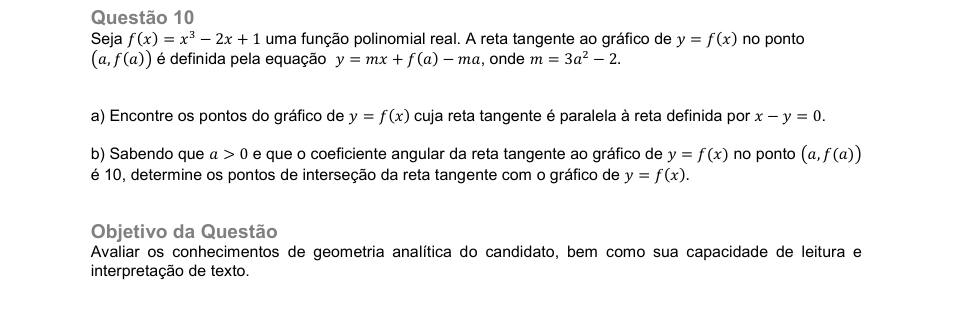 Questão 10
Seja f(x) = x³ − 2x + 1 uma função polinomial real. A reta tangente ao gráfico de y = f(x) no ponto
(a, f(a)) é definida pela equação y = mx + f(a) − ma, onde m = 3a² − 2.
a) Encontre os pontos do gráfico de y = f(x) cuja reta tangente é paralela à reta definida por x − y = 0.
b) Sabendo que a > 0 e que o coeficiente angular da reta tangente ao gráfico de y = f(x) no ponto (a, f(a))
é 10, determine os pontos de interseção da reta tangente com o gráfico de y = f(x).
Objetivo da Questão
Avaliar os conhecimentos de geometria analítica do candidato, bem como sua capacidade de leitura e
interpretação de texto.